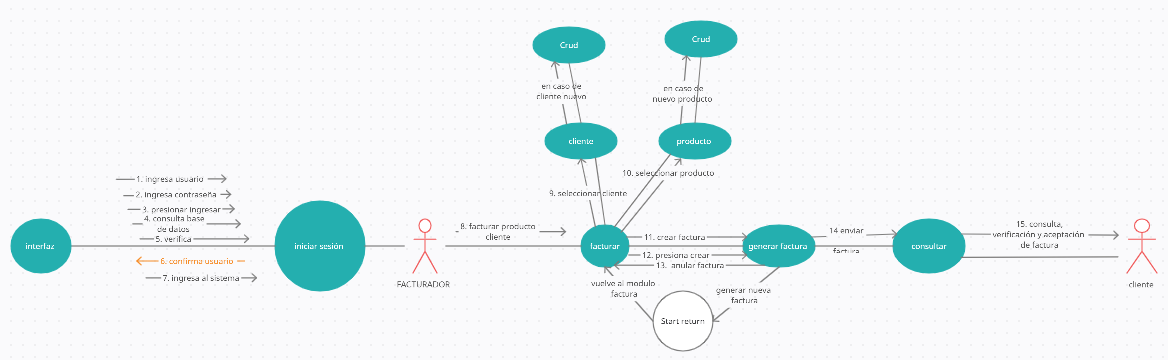 Crud
Crud
en caso de
cliente nuevo
en caso de
nuevo producto
cliente
producto
1. ingresa usuario
2. ingresa contraseña
3. presionar ingresar
4. consulta base
de datos
5. verifica
6. confirma usuario
7. ingresa al sistema
interfaz
iniciar sesión
FACTURADOR
8. facturar producto
cliente
9. seleccionar cliente
10. seleccionar producto
facturar
11. crear factura
12. presiona crear
13. anular factura
generar factura
vuelve al modulo
factura
generar nueva
factura
Start return
14 enviar
factura
consultar
15. consulta,
verificación y aceptación
de factura
cliente